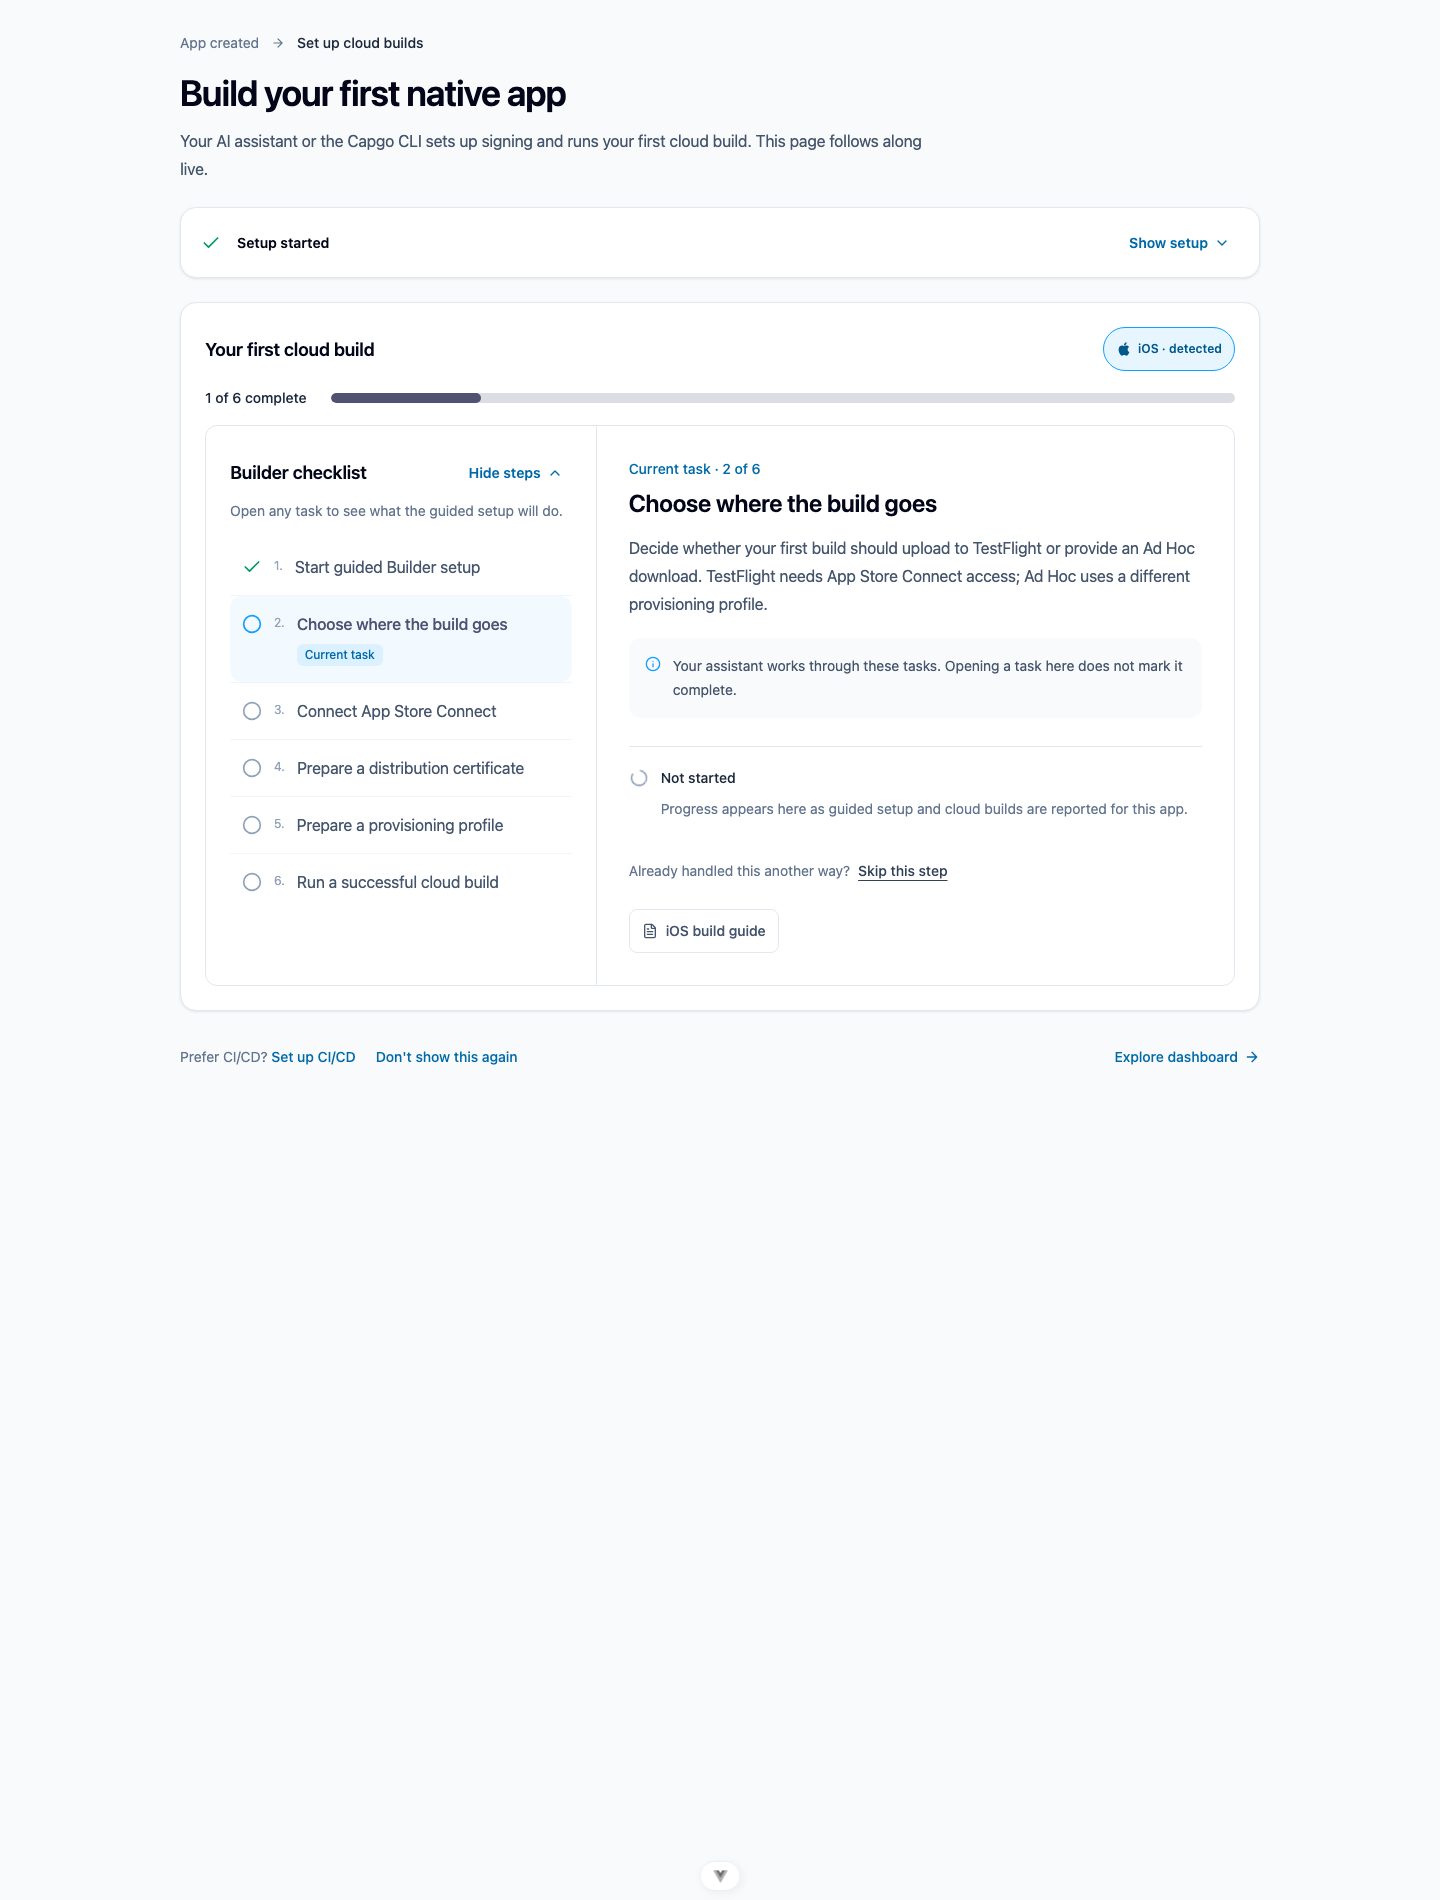 App created → Set up cloud builds
Build your first native app
Your AI assistant or the Capgo CLI sets up signing and runs your first cloud build. This page follows along
live.
Setup started
Show setup
Your first cloud build
iOS · detected
1 of 6 complete
Builder checklist
Hide steps
Open any task to see what the guided setup will do.
1. Start guided Builder setup
2. Choose where the build goes
Current task
3. Connect App Store Connect
4. Prepare a distribution certificate
5. Prepare a provisioning profile
6. Run a successful cloud build
Current task · 2 of 6
Choose where the build goes
Decide whether your first build should upload to TestFlight or provide an Ad Hoc
download. TestFlight needs App Store Connect access; Ad Hoc uses a different
provisioning profile.
Your assistant works through these tasks. Opening a task here does not mark it
complete.
Not started
Progress appears here as guided setup and cloud builds are reported for this app.
Already handled this another way? Skip this step
iOS build guide
Prefer CI/CD? Set up CI/CD Don't show this again
Explore dashboard →